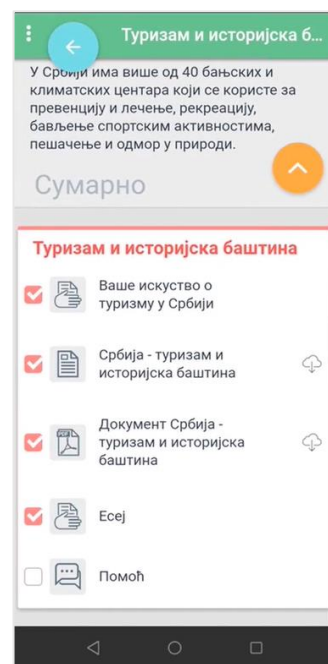 Туризам и историјска б...
У Србији има више од 40 бањских и
климатских центара који се користе за
превенцију и лечење, рекреацију,
бављење спортским активностима,
пешачење и одмор у природи.
Сумарно
Туризам и историјска баштина
Ваше искуство о
туризму у Србији
Србија - туризам и
историјска баштина
Документ Србија -
туризам и историјска
баштина
PDF
Есеј
Помоћ